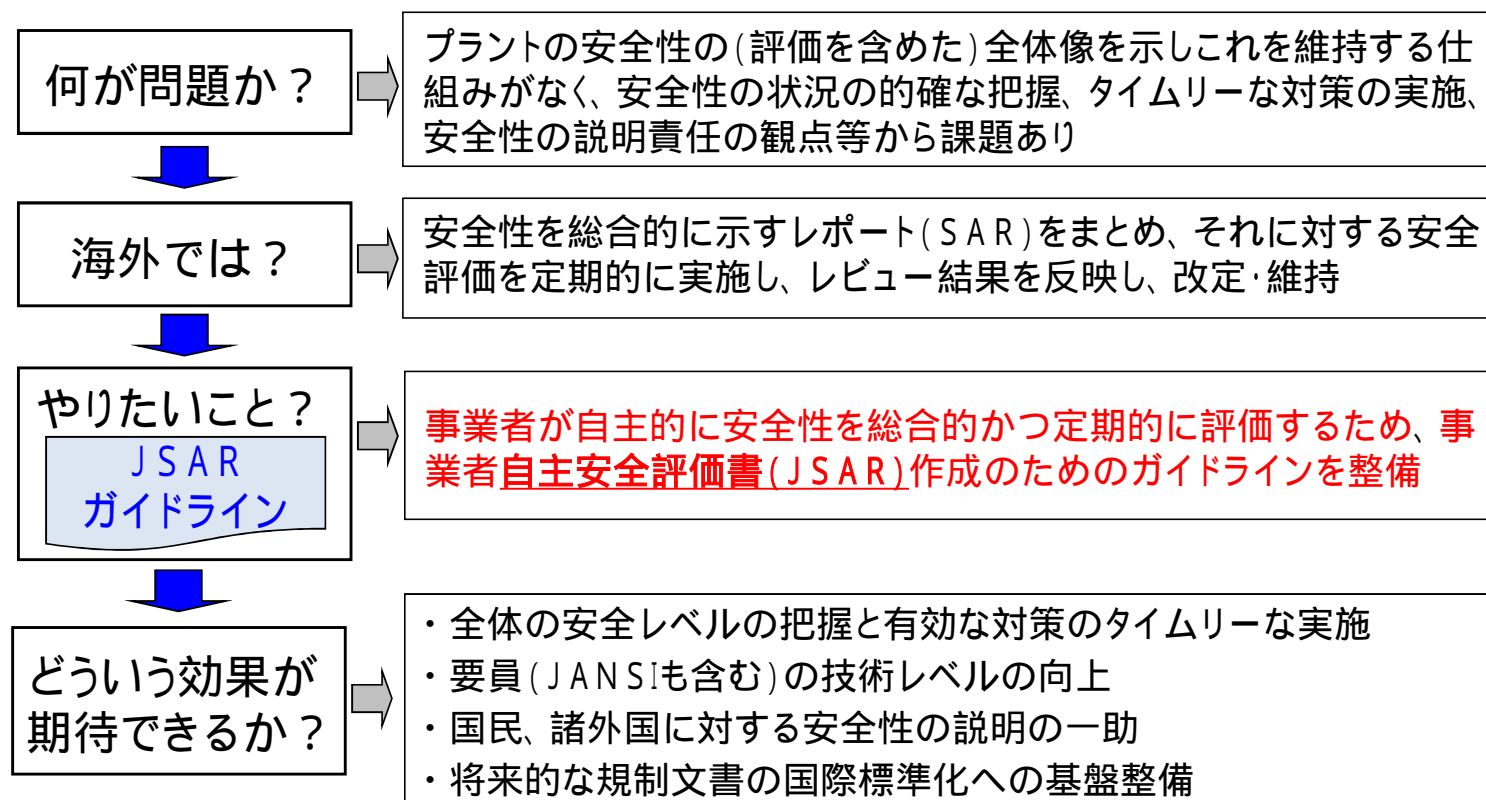 何が問題か？
プラントの安全性の(評価を含めた)全体像を示しこれを維持する仕
組みがなく、安全性の状況の的確な把握、タイムリーな対策の実施、
安全性の説明責任の観点等から課題あり
海外では？
安全性を総合的に示すレポート(ＳＡＲ)をまとめ、それに対する安全
評価を定期的に実施し、レビュー結果を反映し、改定・維持
やりたいこと？
ＪＳＡＲ
ガイドライン
事業者が自主的に安全性を総合的かつ定期的に評価するため、事
業者自主安全評価書(ＪＳＡＲ)作成のためのガイドラインを整備
どういう効果が
期待できるか？
・全体の安全レベルの把握と有効な対策のタイムリーな実施
・要員(ＪＡＮＳＩも含む)の技術レベルの向上
・国民、諸外国に対する安全性の説明の一助
・将来的な規制文書の国際標準化への基盤整備